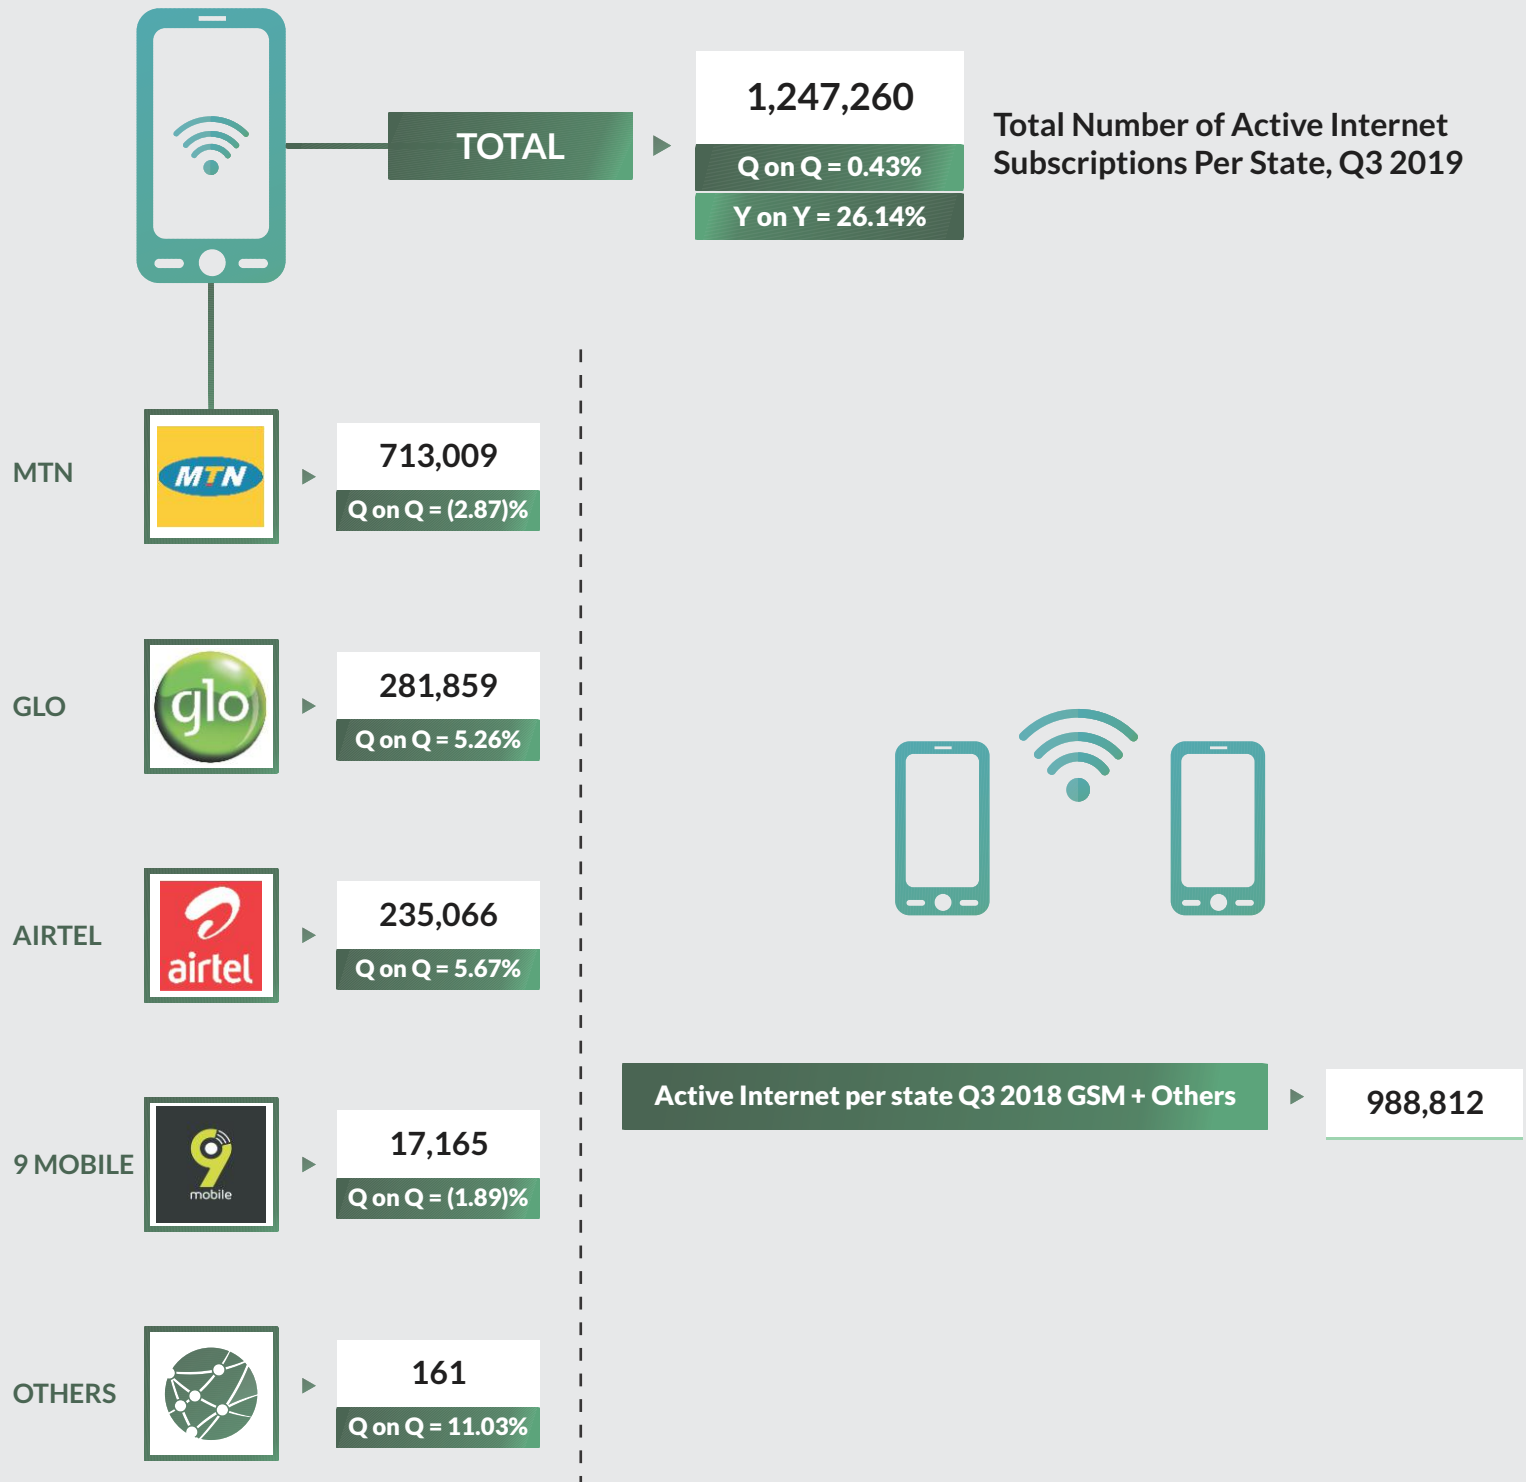 TOTAL
1,247,260
Q on Q = 0.43%
Y on Y = 26.14%
Total Number of Active Internet
Subscriptions Per State, Q3 2019
MTN
MTN
713,009
Q on Q = (2.87)%
GLO
glo
281,859
Q on Q = 5.26%
AIRTEL
airtel
235,066
Q on Q = 5.67%
Active Internet per state Q3 2018 GSM + Others
988,812
9 MOBILE
9
mobile
17,165
Q on Q = (1.89)%
OTHERS
161
Q on Q = 11.03%